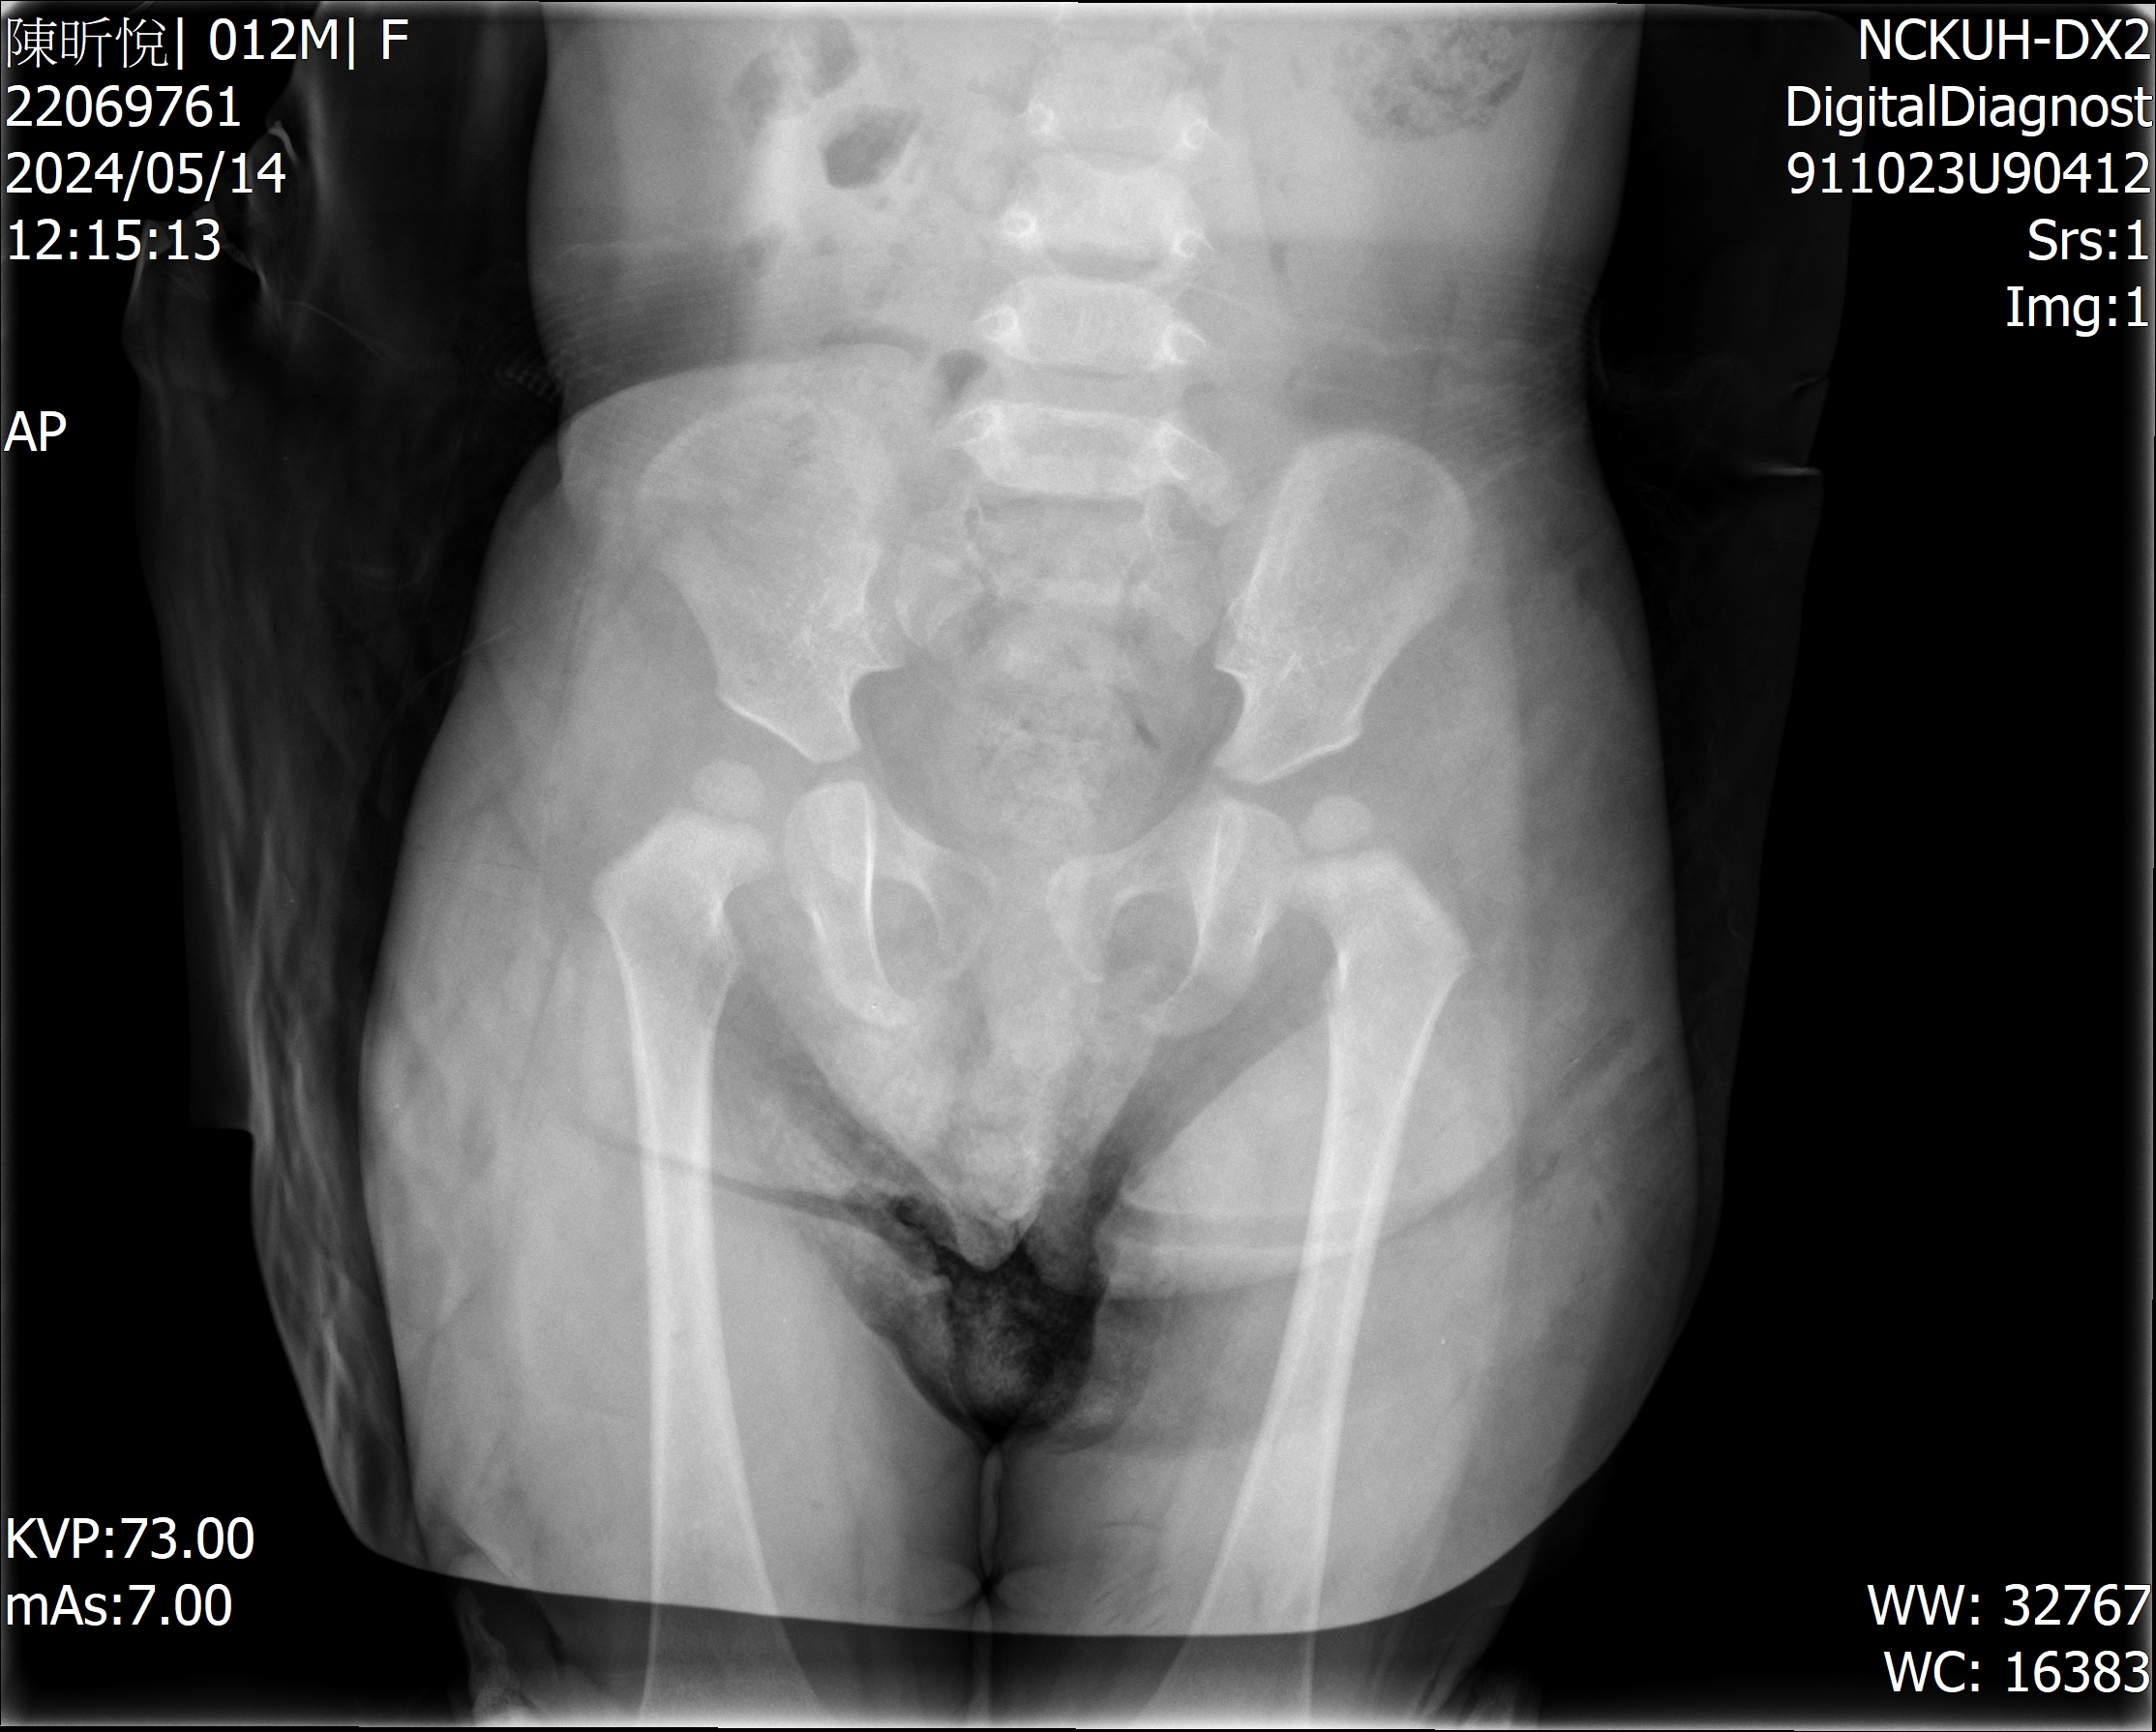 陳昕悅| 012M| F
22069761
2024/05/14
12:15:13
AP
NCKUH-DX2
DigitalDiagnost
911023U90412
Srs:1
Img:1
KVP:73.00
mAs:7.00
WW: 32767
WC: 16383